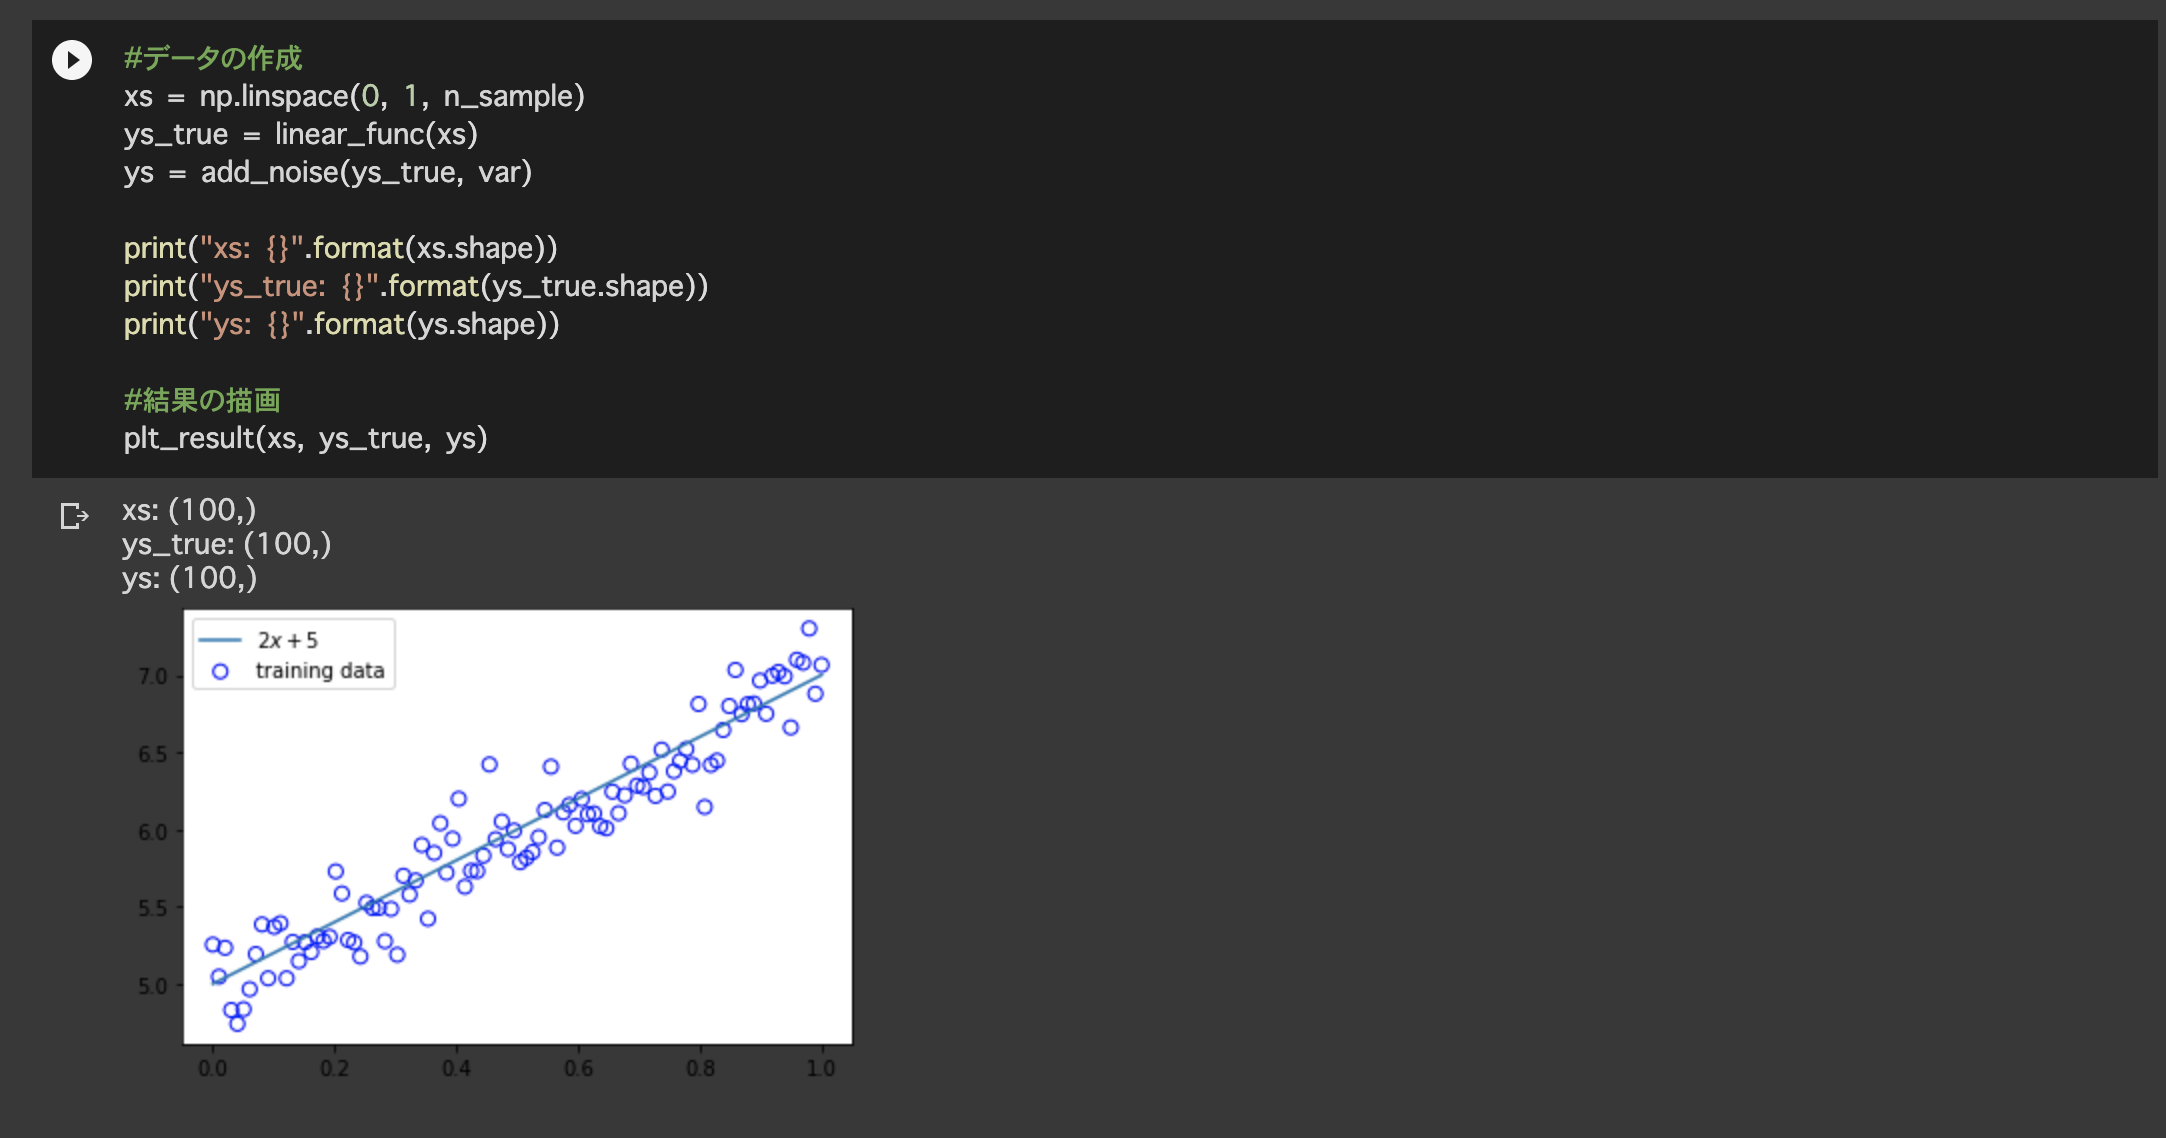 #データの作成
xs = np.linspace(0, 1, n_sample)
ys_true = linear_func(xs)
ys = add_noise(ys_true, var)
print("xs: {}".format(xs.shape))
print("ys_true: {}".format(ys_true.shape))
print("ys: {}".format(ys.shape))
#結果の描画
plt_result(xs, ys_true, ys)
xs: (100,)
ys_true: (100,)
ys: (100,)
2x + 5
training data
7.0
6.5
6.0
5.5
5.0
0.0 0.2 0.4 0.6 0.8 1.0